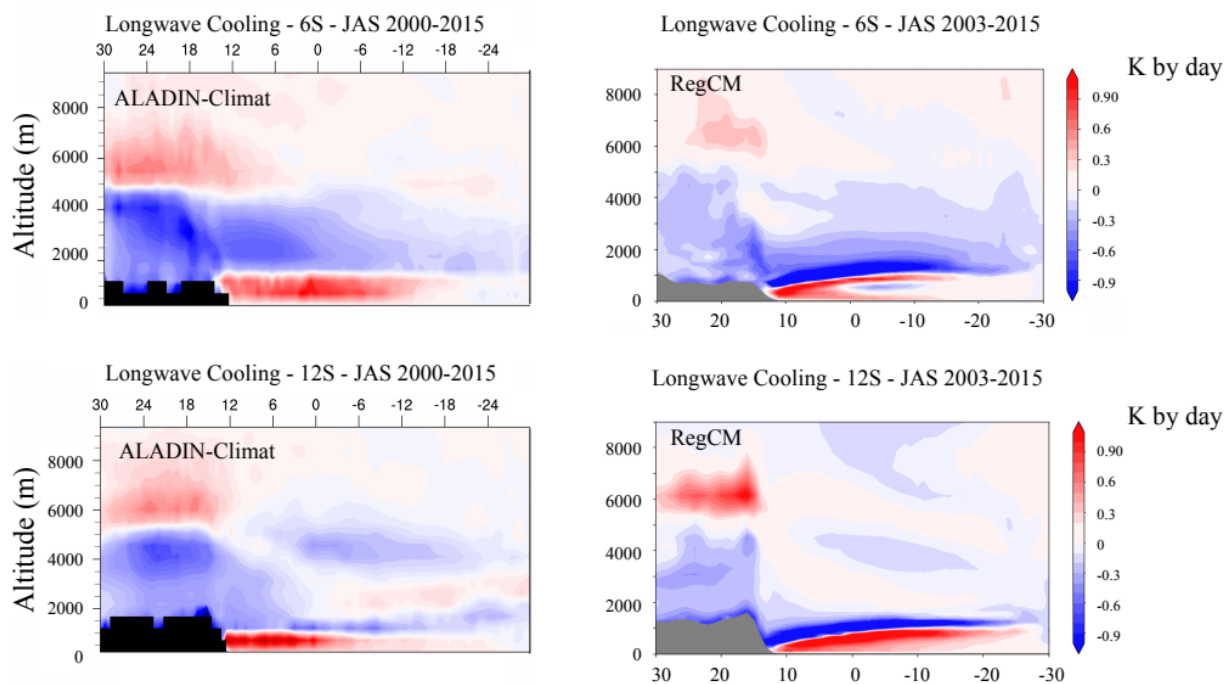 Longwave Cooling - 6S - JAS 2000-2015
30 24 18 12 6 0 -6 -12 -18 -24
ALADIN-Climat
Altitude (m)
8000
6000
4000
2000
0
Longwave Cooling - 6S - JAS 2003-2015
RegCM
8000
6000
4000
2000
0
30 20 10 0 -10 -20 -30
K by day
0.90
0.6
0.3
0
-0.3
-0.6
-0.9
Longwave Cooling - 12S - JAS 2000-2015
30 24 18 12 6 0 -6 -12 -18 -24
ALADIN-Climat
Altitude (m)
8000
6000
4000
2000
0
Longwave Cooling - 12S - JAS 2003-2015
RegCM
8000
6000
4000
2000
0
30 20 10 0 -10 -20 -30
K by day
0.90
0.6
0.3
0
-0.3
-0.6
-0.9